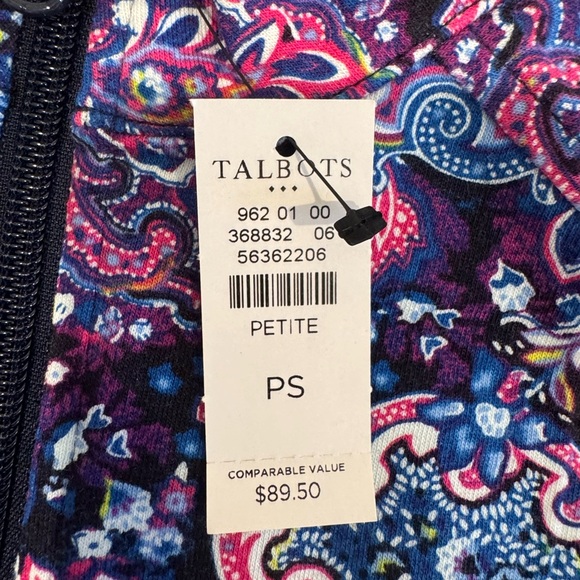 TALBOTS
962 01 00
368832 06
56362206
PETITE
PS
COMPARABLE VALUE
$89.50